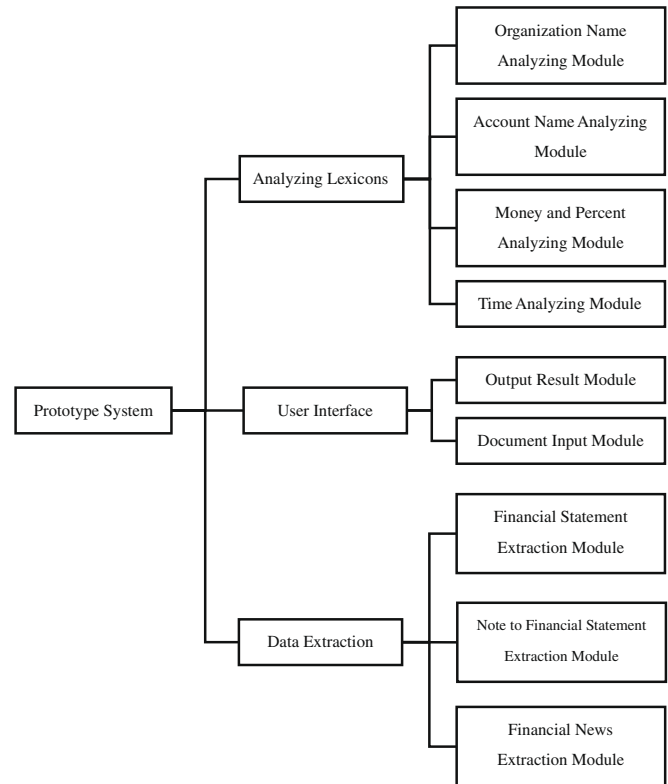 Organization Name
Analyzing Module
Account Name Analyzing
Module
Analyzing Lexicons
Money and Percent
Analyzing Module
Time Analyzing Module
Output Result Module
Prototype System
User Interface
Document Input Module
Financial Statement
Extraction Module
Data Extraction
Note to Financial Statement
Extraction Module
Financial News
Extraction Module